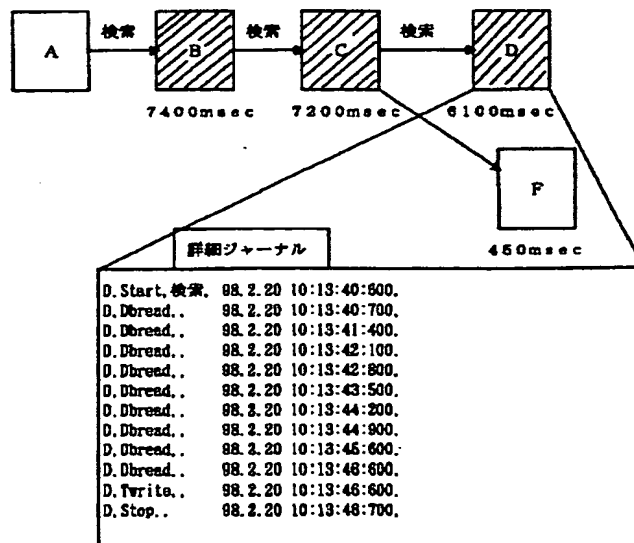 A 検索 B 検索 C 検索 D
7400msec 7200msec 6100msec
F
450msec
詳細ジャーナル
D.Start,検索. 98.2.20 10:13:40:600.
D.Dbread.. 98.2.20 10:13:40:700.
D.Dbread.. 98.2.20 10:13:41:400.
D.Dbread.. 98.2.20 10:13:42:100.
D.Dbread.. 98.2.20 10:13:42:800.
D.Dbread.. 98.2.20 10:13:43:500.
D.Dbread.. 98.2.20 10:13:44:200.
D.Dbread.. 98.2.20 10:13:44:900.
D.Dbread.. 98.2.20 10:13:45:600.
D.Dbread.. 98.2.20 10:13:46:600.
D.Twrite.. 98.2.20 10:13:46:600.
D.Stop.. 98.2.20 10:13:46:700.